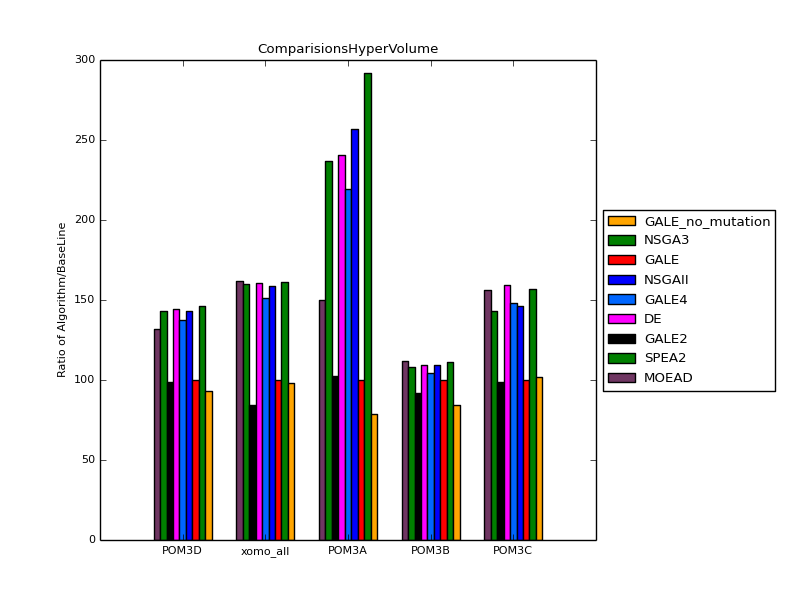 ComparisionsHyperVolume
Ratio of Algorithm/BaseLine
300
250
200
150
100
50
0
POM3D xomo_all POM3A POM3B POM3C
GALE_no_mutation
NSGA3
GALE
NSGAII
GALE4
DE
GALE2
SPEA2
MOEAD